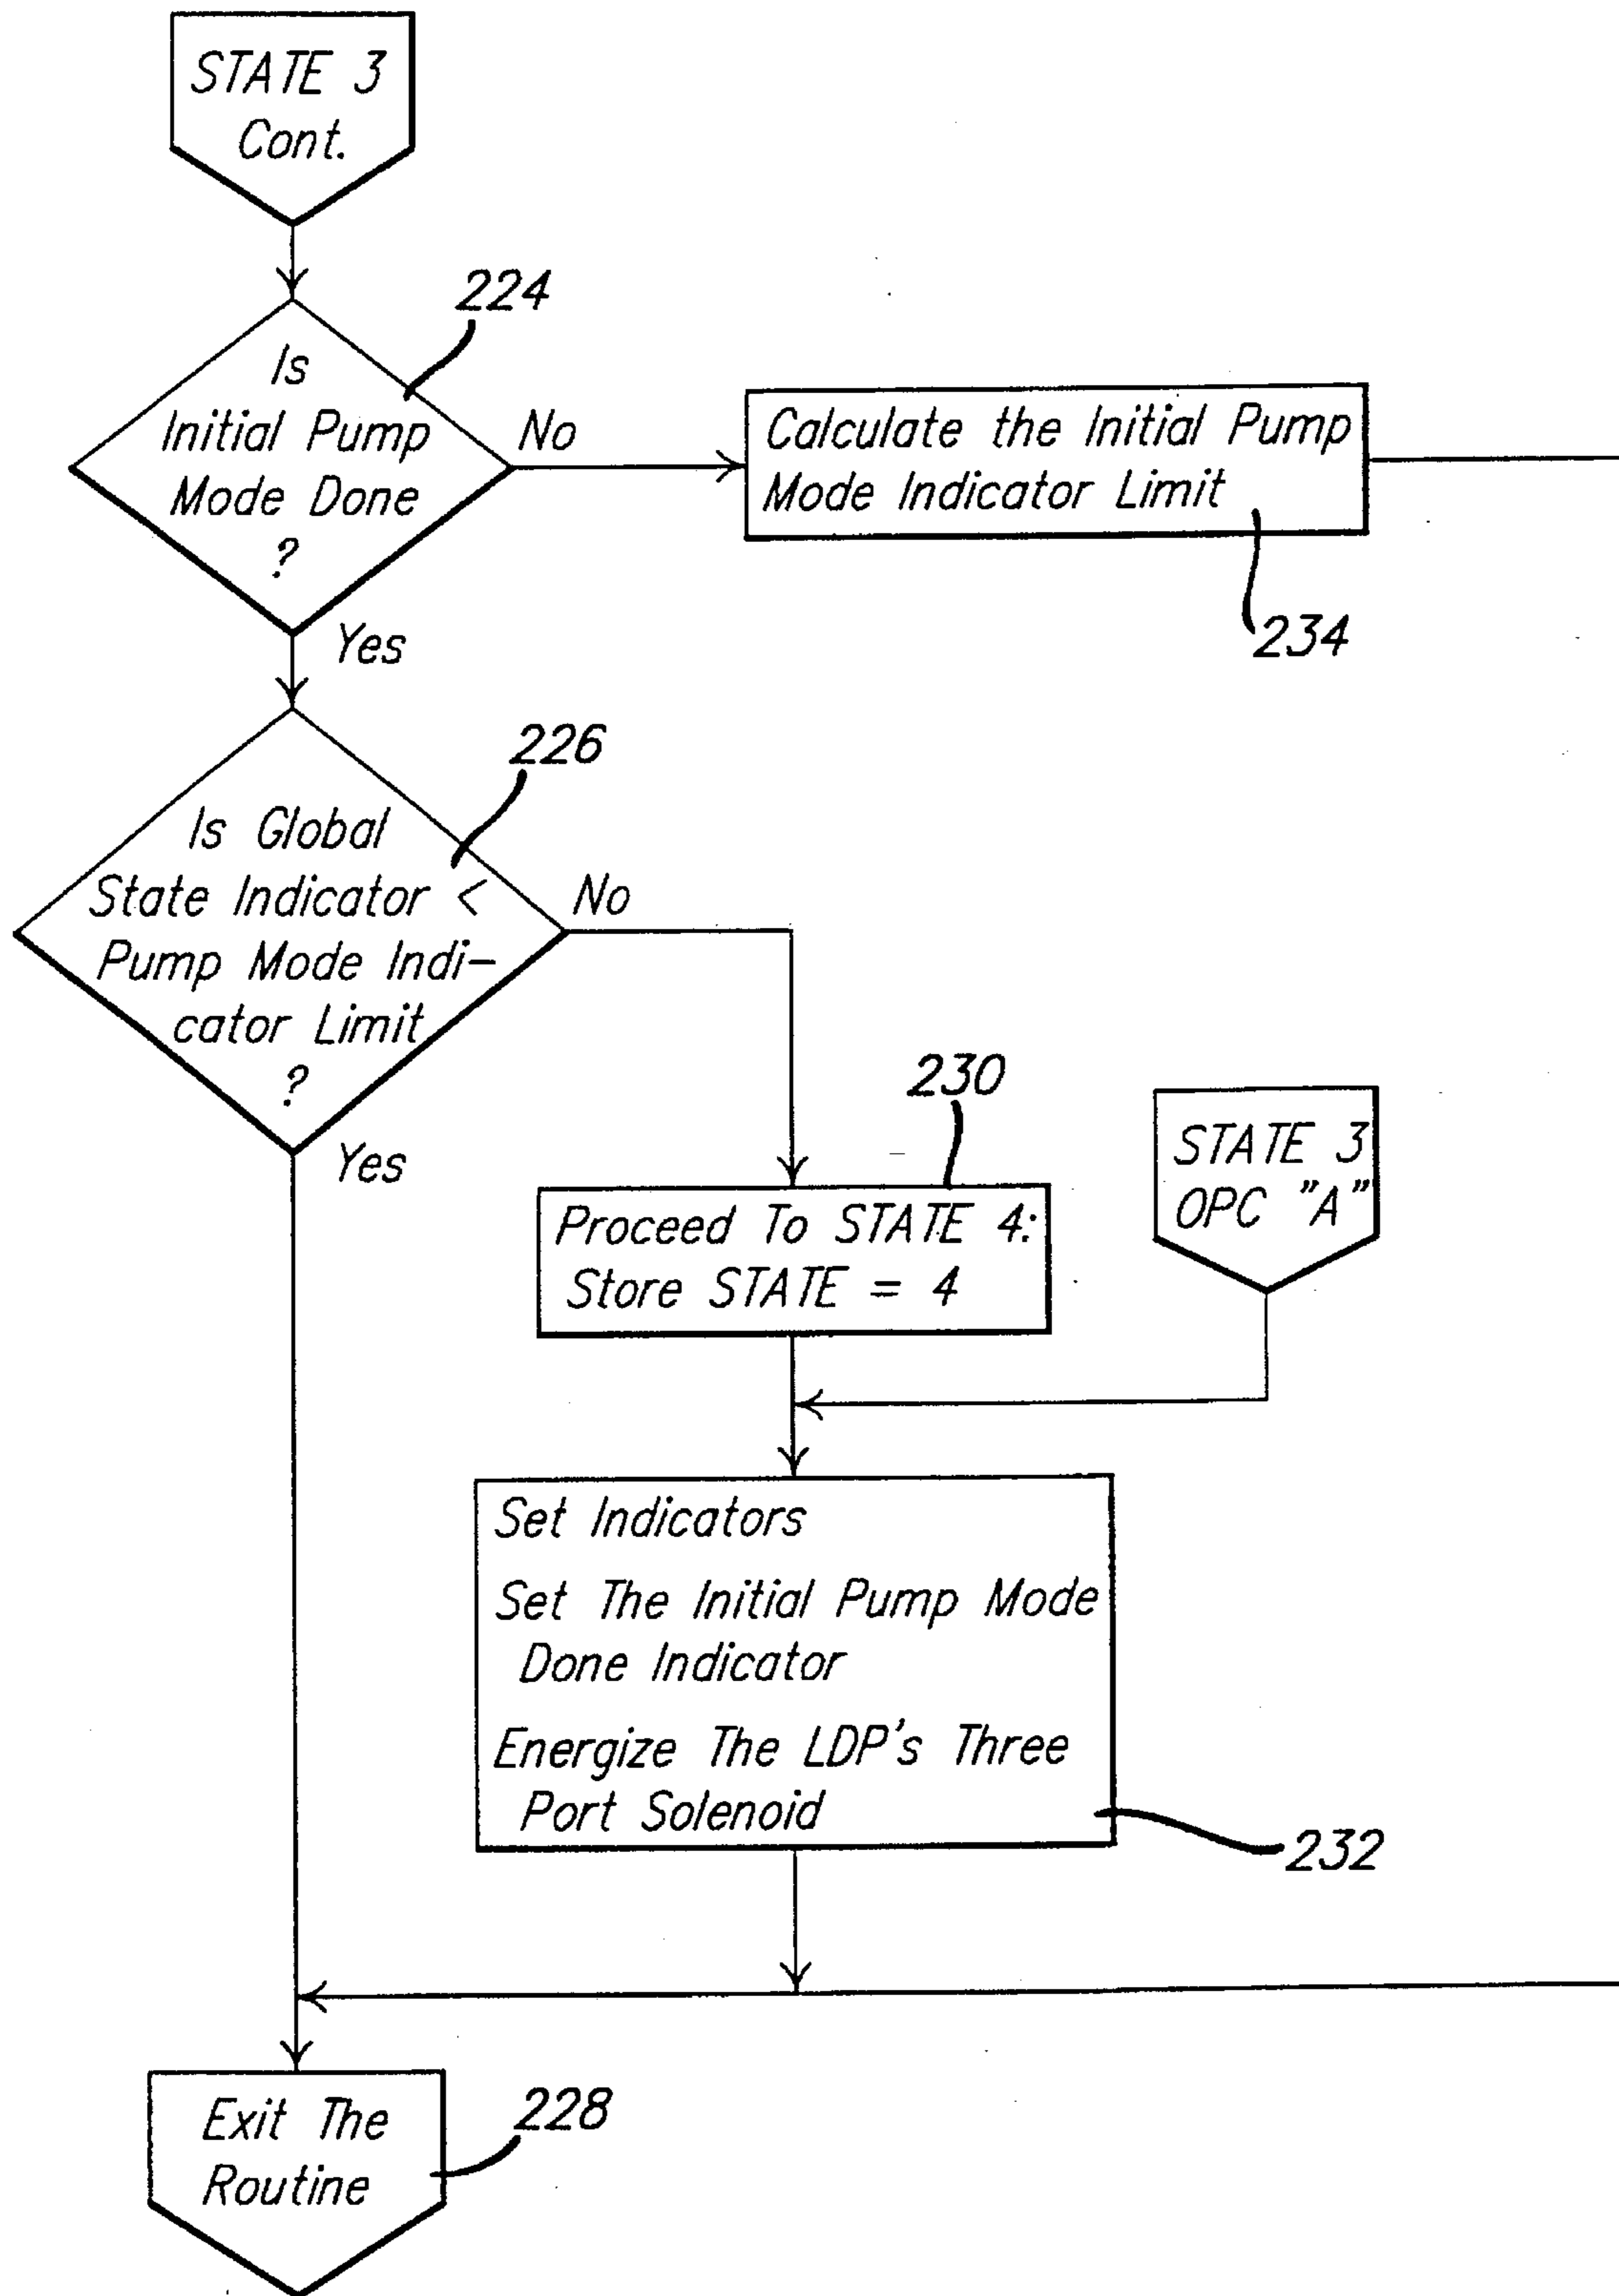 STATE 3
Cont.
224
Is
Initial Pump
Mode Done
?
No
Calculate the Initial Pump
Mode Indicator Limit
234
Yes
226
Is Global
State Indicator <
Pump Mode Indi-
cator Limit
?
No
Yes
230
Proceed To STATE 4:
Store STATE = 4
STATE 3
OPC "A"
Set Indicators
Set The Initial Pump Mode
Done Indicator
Energize The LDP's Three
Port Solenoid
232
Exit The
Routine
228